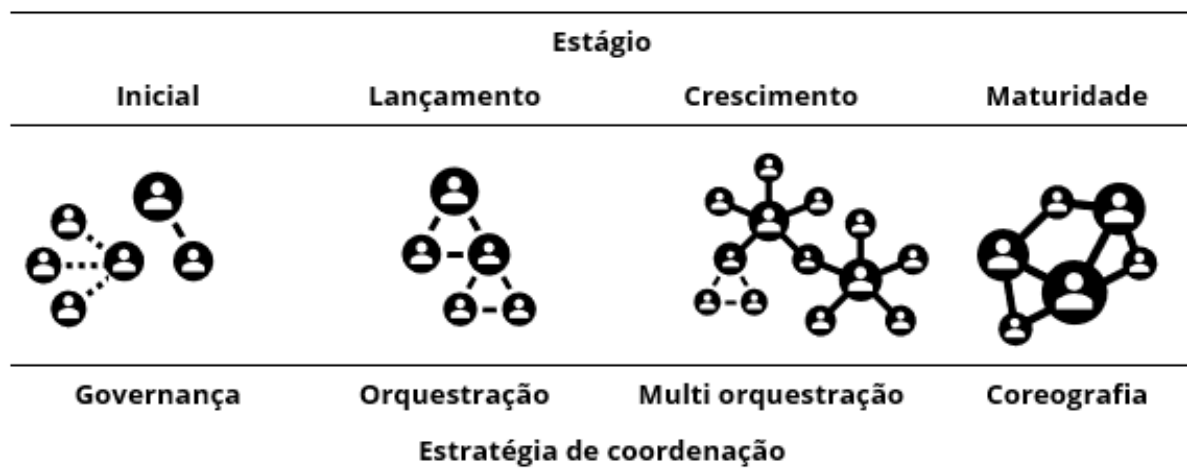 Estágio
Inicial Lançamento Crescimento Maturidade
Governança Orquestração Multi orquestração Coreografia
Estratégia de coordenação